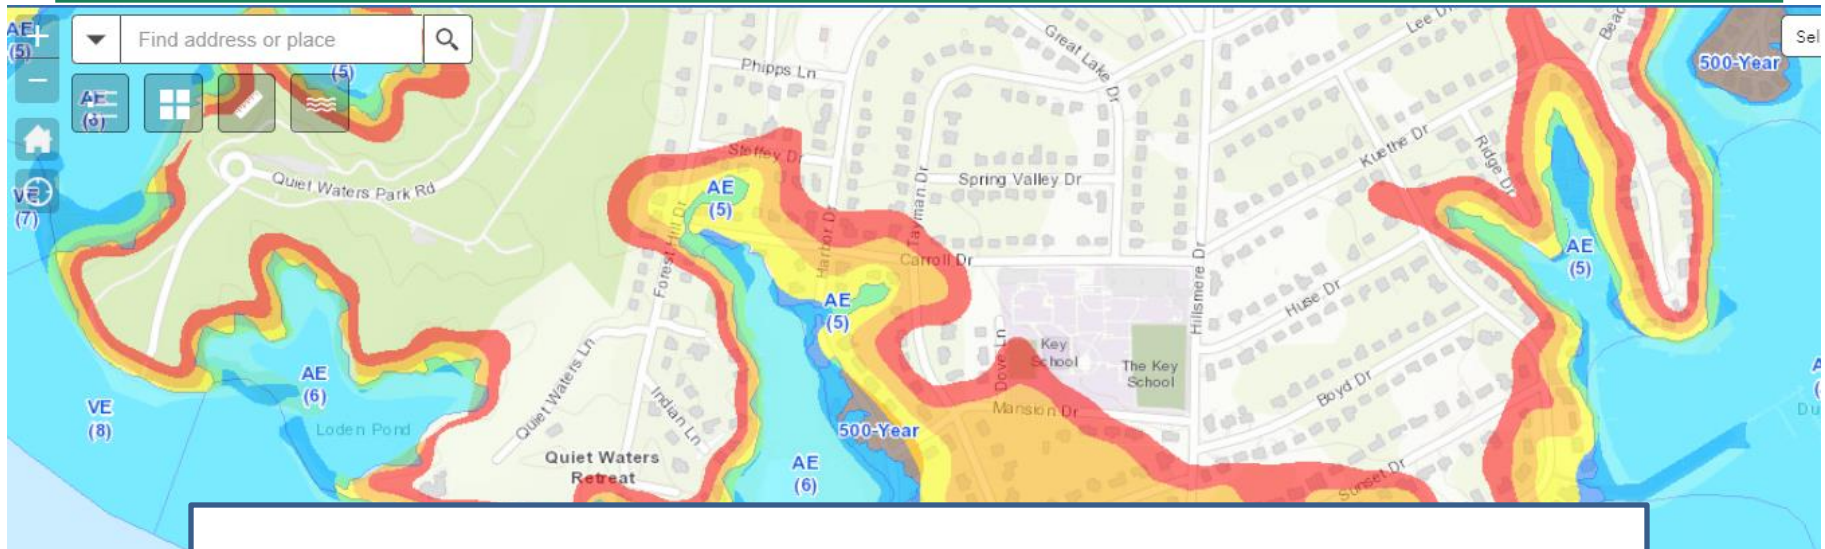 AE
(5)
Find address or place
(5)
AE
(6)
VE
(7)
Quiet Waters Park Rd
VE
(8)
AE
(6)
Loden Pond
Quiet Waters Ln
Indian Ln
Quiet Waters
Retreat
Forest Hill Dr
Phipps Ln
Steffey Dr
AE
(5)
Harbor Dr
AE
(5)
500-Year
AE
(6)
Great Lake Dr
Tayman Dr
Spring Valley Dr
Carroll Dr
Dove Ln
Key
School
The Key
School
Mansion Dr
Hillsmere Dr
Lee Dr
Kuethe Dr
Ridge Dr
Huse Dr
Boyd Dr
Sunset Dr
AE
(5)
500-Year
Sel
Beac
A
(
Du